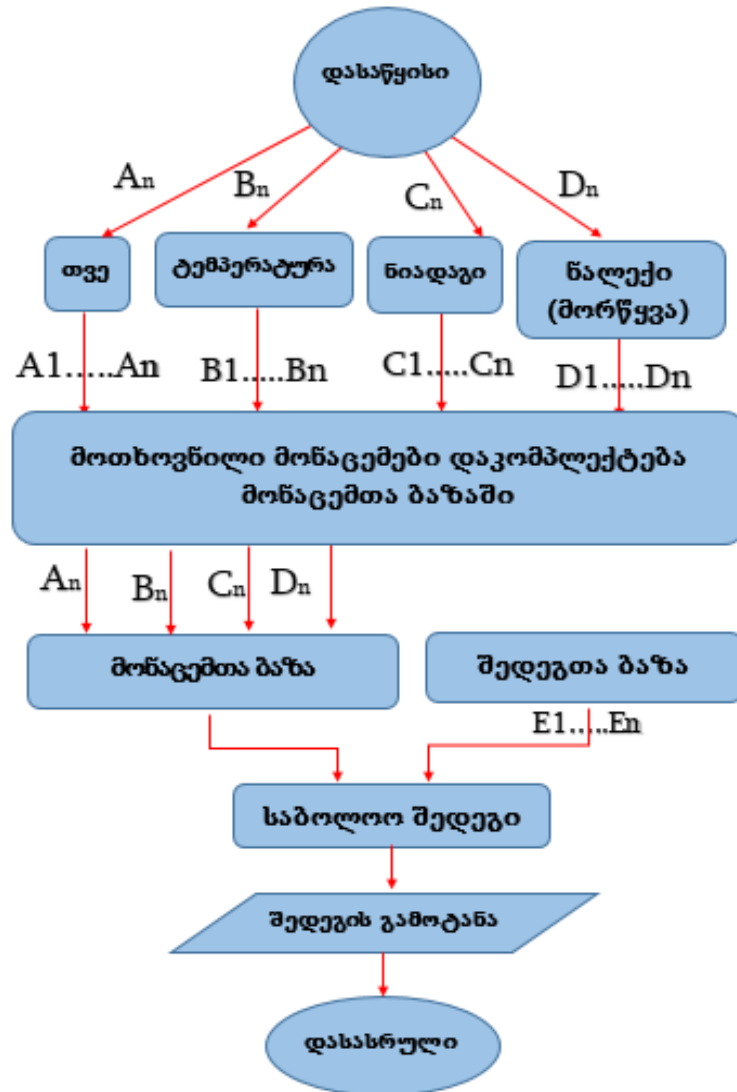 დასაწყისი
An
Bn
Cn
Dn
თვე
ტემპერატურა
ნიადაგი
წალექი
(მორწყვა)
A1.....An
B1.....Bn
C1.....Cn
D1.....Dn
მოთხოვნილი მონაცემები დაკომპლექტება
მონაცემთა ბაზაში
An
Bn
Cn
Dn
მონაცემთა ბაზა
შედეგთა ბაზა
E1.....En
საბოლოო შედეგი
შედეგის გამოტანა
დასასრული